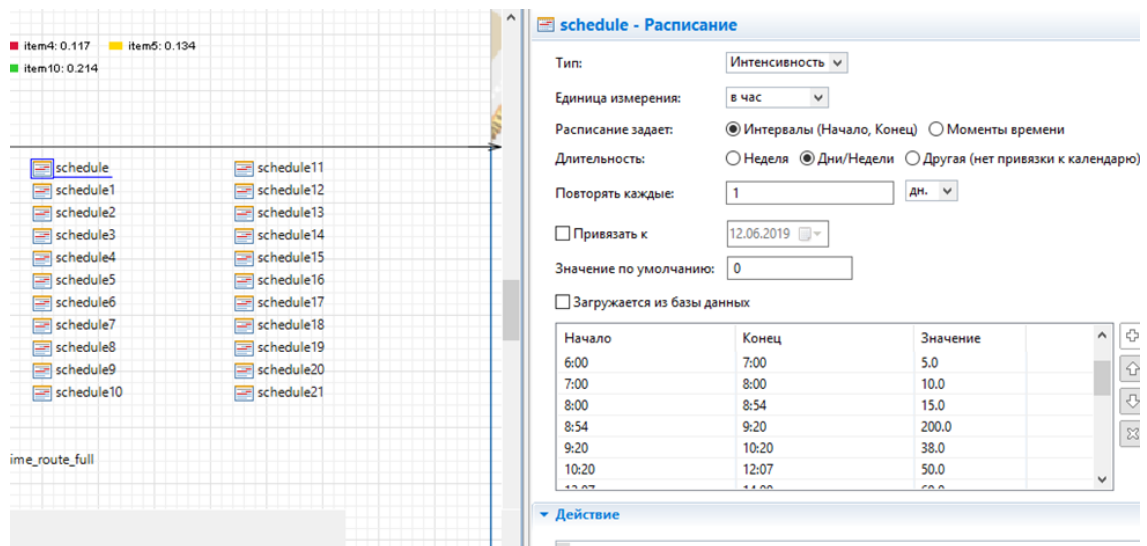 item4: 0.117 item5: 0.134
item10: 0.214
schedule schedule11
schedule1 schedule12
schedule2 schedule13
schedule3 schedule14
schedule4 schedule15
schedule5 schedule16
schedule6 schedule17
schedule7 schedule18
schedule8 schedule19
schedule9 schedule20
schedule10 schedule21
ime_route_full
schedule - Расписание
Тип: Интенсивность
Единица измерения: в час
Расписание задает: Интервалы (Начало, Конец) Моменты времени
Длительность: Неделя Дни/Недели Другая (нет привязки к календарю)
Повторять каждые: 1 дн.
Привязать к 12.06.2019
Значение по умолчанию: 0
Загружается из базы данных
Начало Конец Значение
6:00 7:00 5.0
7:00 8:00 10.0
8:00 8:54 15.0
8:54 9:20 200.0
9:20 10:20 38.0
10:20 12:07 50.0
Действие